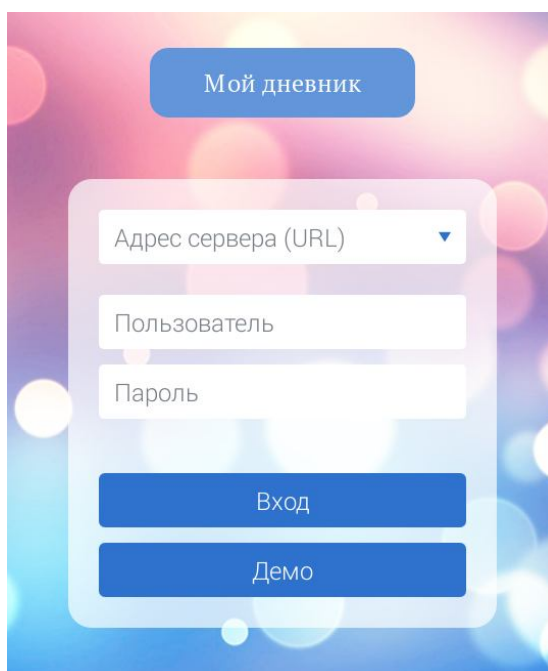 Мой дневник
Адрес сервера (URL)
Пользователь
Пароль
Вход
Демо